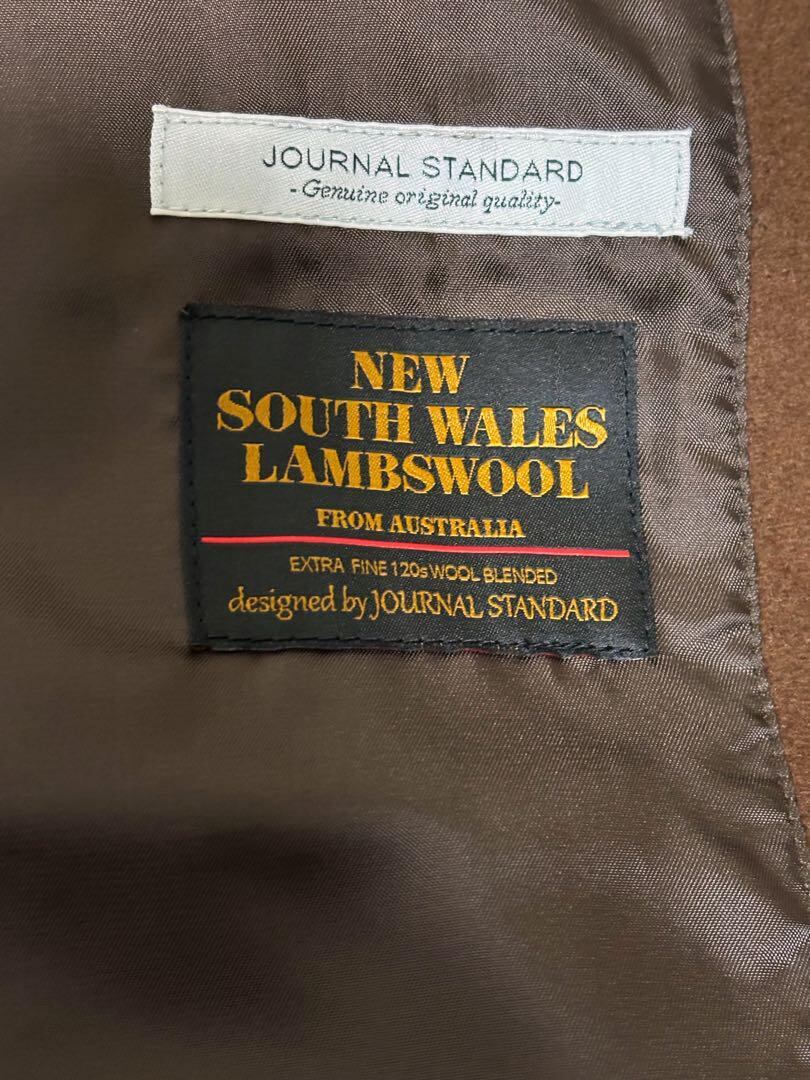 JOURNAL STANDARD
-Genuine original quality-
NEW
SOUTH WALES
LAMBSWOOL
FROM AUSTRALIA
EXTRA FINE 120s WOOL BLENDED
designed by JOURNAL STANDARD